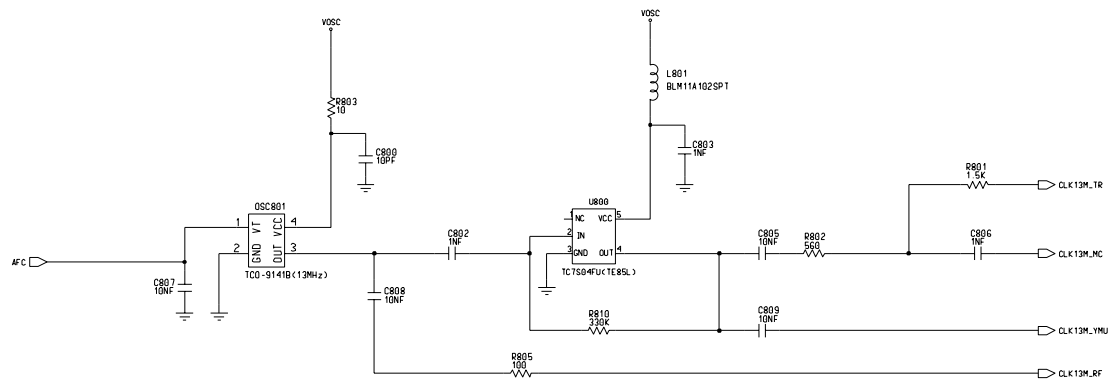 VOSC
VOSC
L801
BLM11A102SPT
R803
10
C800
10PF
C803
1NF
R801
1.5K
CLK13M_TR
OSC801
1 VT VCC 4
2 GND OUT 3
TCO-9141B(13MHz)
U800
1 NC VCC 5
2 IN
3 GND OUT 4
TC7S04FU(TE85L)
C802
1NF
C805
10NF
R802
560
C806
1NF
CLK13M_MC
AFC
C807
10NF
C808
10NF
R810
330K
C809
10NF
CLK13M_YMU
R805
100
CLK13M_RF